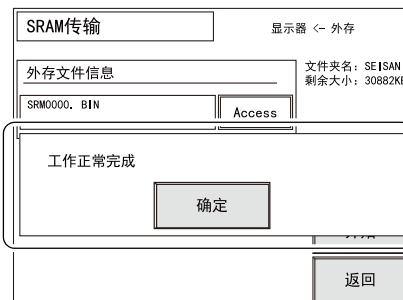 SRAM传输
显示器 <- 外存
外存文件信息
文件夹名: SEISAN
剩余大小: 30882KB
SRM0000. BIN
Access
工作正常完成
确定
返回